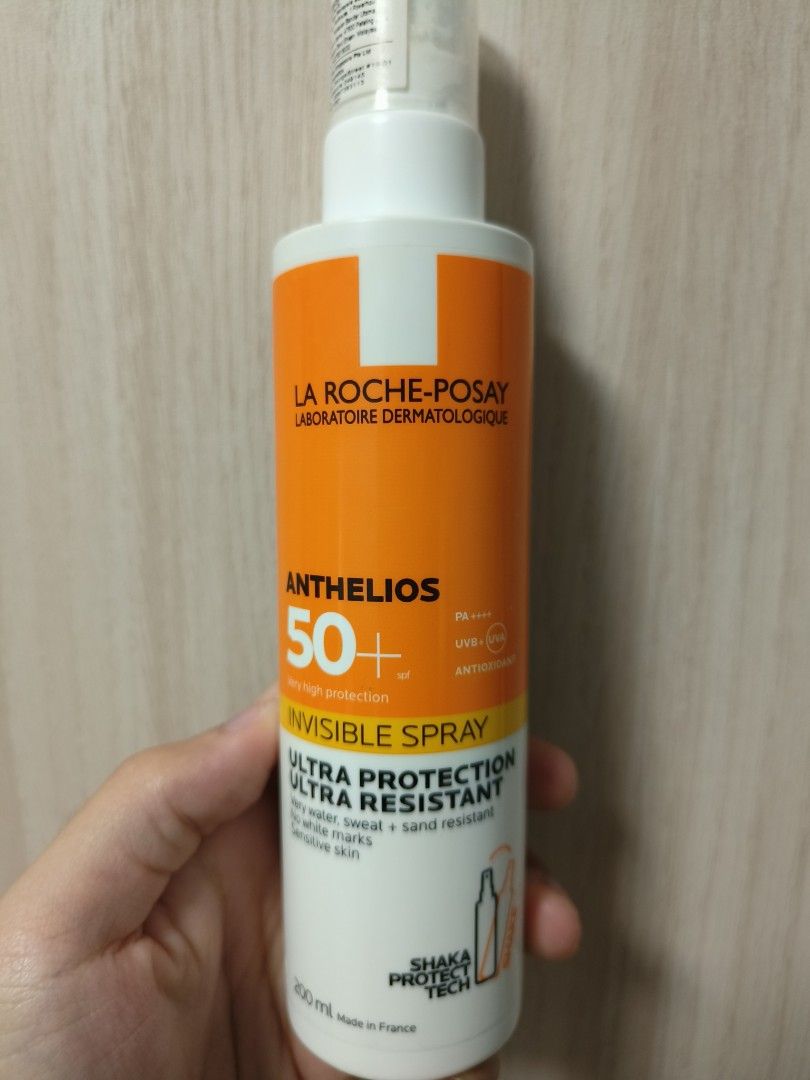 LA ROCHE-POSAY
LABORATOIRE DERMATOLOGIQUE
ANTHELIOS
50+
spf
Very high protection
PA ++++
UVB + UVA
ANTIOXIDANT
INVISIBLE SPRAY
ULTRA PROTECTION
ULTRA RESISTANT
Very water, sweat + sand resistant
No white marks
Sensitive skin
SHAKA
PROTECT
TECH
SHAKE
200 ml Made in France